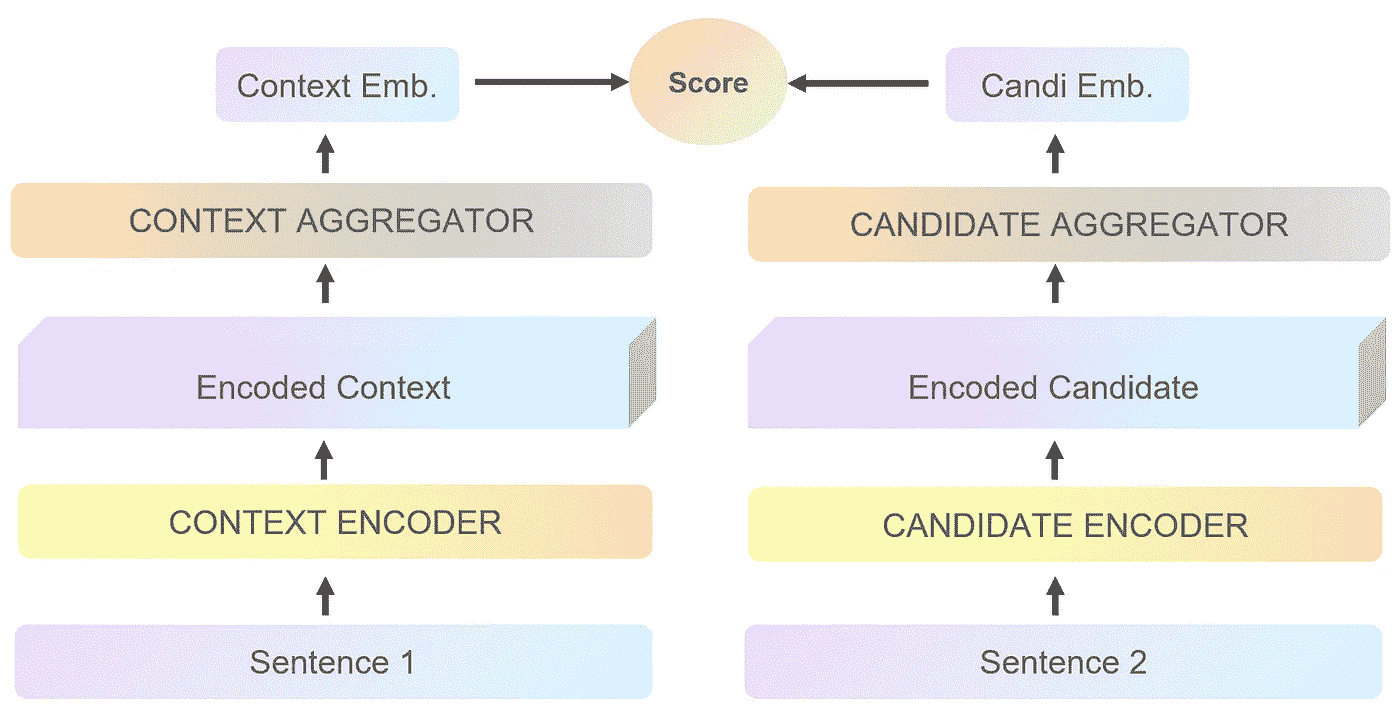 Context Emb.
Score
Candi Emb.
CONTEXT AGGREGATOR
CANDIDATE AGGREGATOR
Encoded Context
Encoded Candidate
CONTEXT ENCODER
CANDIDATE ENCODER
Sentence 1
Sentence 2